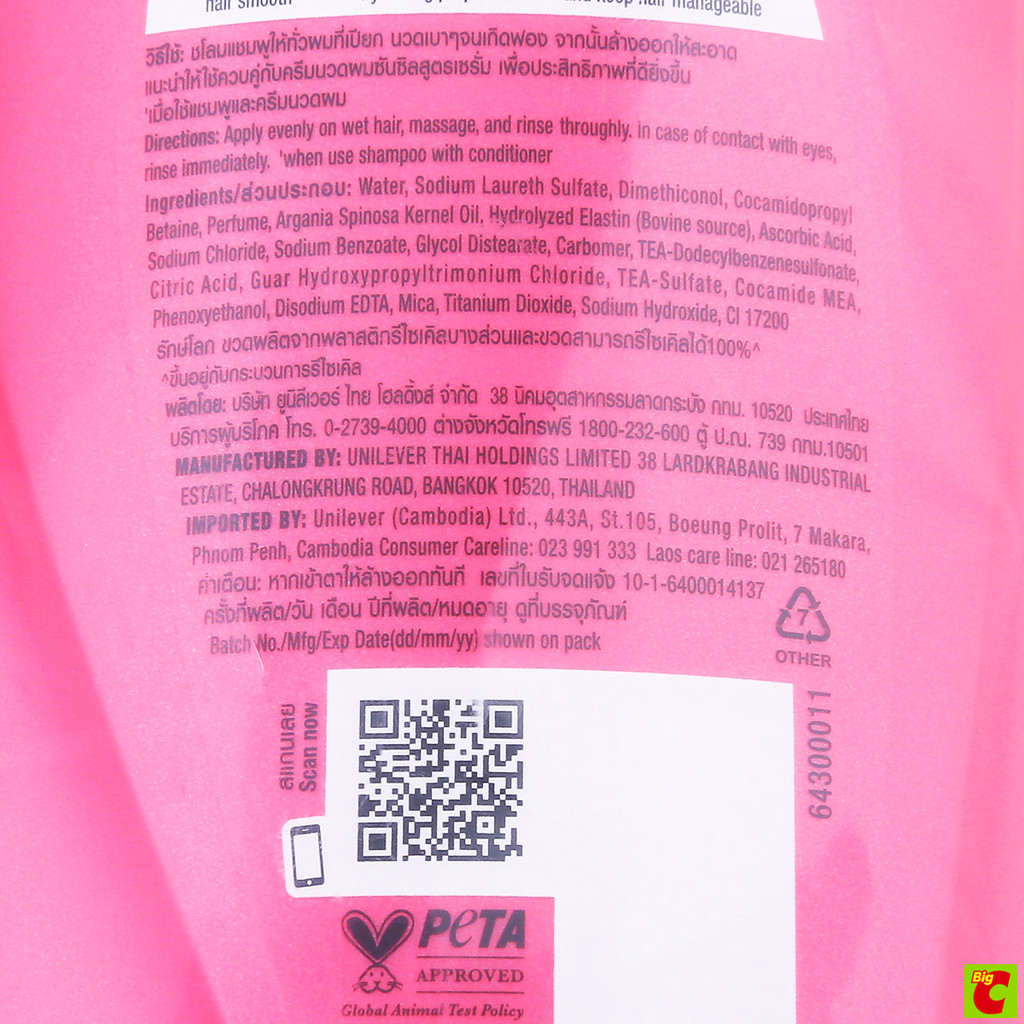 hair smooth
keep hair manageable
วิธีใช้: ชโลมแชมพูให้ทั่วผมที่เปียก นวดเบาๆจนเกิดฟอง จากนั้นล้างออกให้สะอาด
แนะนำให้ใช้ควบคู่กับครีมนวดผมซันซิลสูตรเซรั่ม เพื่อประสิทธิภาพที่ดียิ่งขึ้น
'เมื่อใช้แชมพูและครีมนวดผม
Directions: Apply evenly on wet hair, massage, and rinse throughly. in case of contact with eyes,
rinse immediately. 'when use shampoo with conditioner
Ingredients/ส่วนประกอบ: Water, Sodium Laureth Sulfate, Dimethiconol, Cocamidopropyl
Betaine, Perfume, Argania Spinosa Kernel Oil, Hydrolyzed Elastin (Bovine source), Ascorbic Acid,
Sodium Chloride, Sodium Benzoate, Glycol Distearate, Carbomer, TEA-Dodecylbenzenesulfonate,
Citric Acid, Guar Hydroxypropyltrimonium Chloride, TEA-Sulfate, Cocamide MEA,
Phenoxyethanol, Disodium EDTA, Mica, Titanium Dioxide, Sodium Hydroxide, CI 17200
รักษ์โลก ขวดผลิตจากพลาสติกรีไซเคิลบางส่วนและขวดสามารถรีไซเคิลได้100%^
^ขึ้นอยู่กับกระบวนการรีไซเคิล
ผลิตโดย: บริษัท ยูนิลีเวอร์ ไทย โฮลดิ้งส์ จำกัด 38 นิคมอุตสาหกรรมลาดกระบัง กทม. 10520 ประเทศไทย
บริการผู้บริโภค โทร. 0-2739-4000 ต่างจังหวัดโทรฟรี 1800-232-600 ตู้ ป.ณ. 739 กทม.10501
MANUFACTURED BY: UNILEVER THAI HOLDINGS LIMITED 38 LARDKRABANG INDUSTRIAL
ESTATE, CHALONGKRUNG ROAD, BANGKOK 10520, THAILAND
IMPORTED BY: Unilever (Cambodia) Ltd., 443A, St.105, Boeung Prolit, 7 Makara,
Phnom Penh, Cambodia Consumer Careline: 023 991 333 Laos care line: 021 265180
คำเตือน: หากเข้าตาให้ล้างออกทันที เลขที่ใบรับจดแจ้ง 10-1-6400014137
ครั้งที่ผลิต/วัน เดือน ปีที่ผลิต/หมดอายุ ดูที่บรรจุภัณฑ์
Batch No./Mfg/Exp Date(dd/mm/yy) shown on pack
7
OTHER
สแกนเลย
Scan now
64300011
PeTA
APPROVED
Global Animal Test Policy
Big C